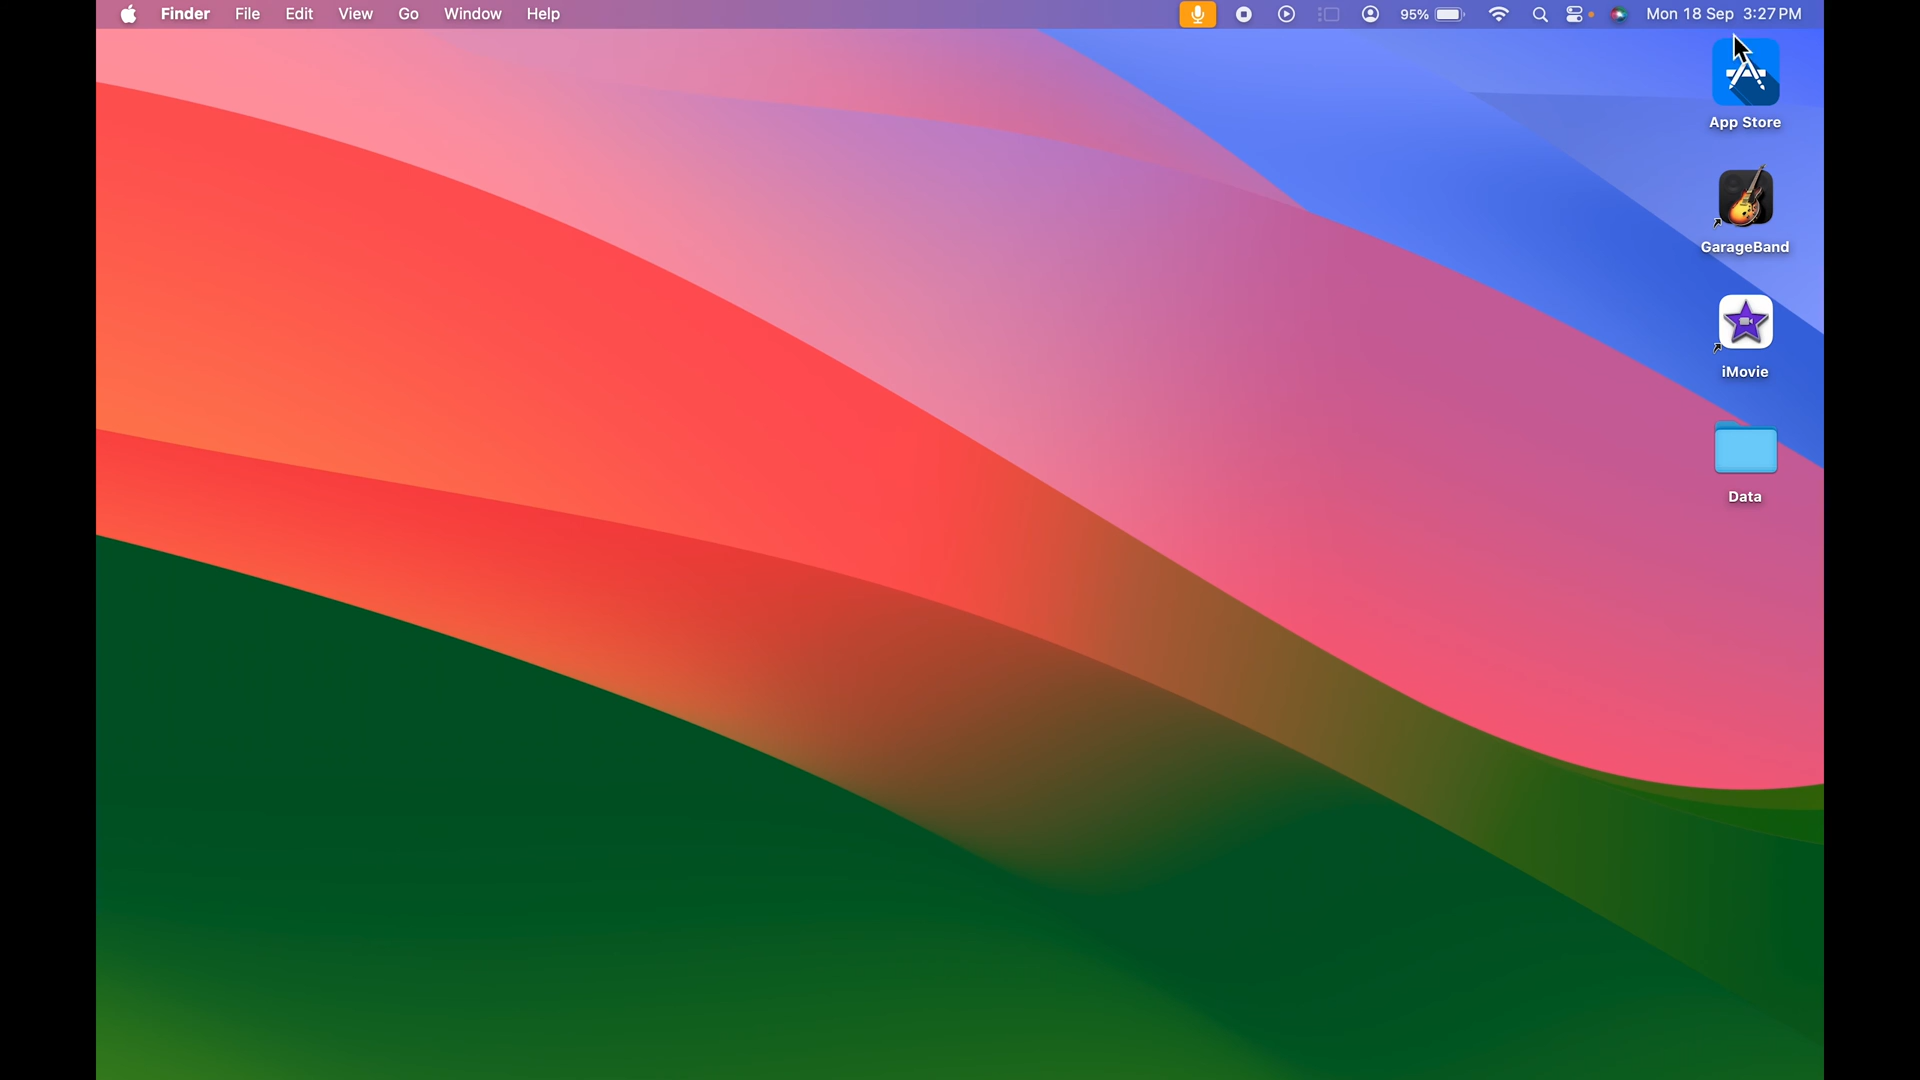 Finder File Edit View Go Window Help 95% Mon 18 Sep 3:27 PM
App Store
GarageBand
iMovie
Data